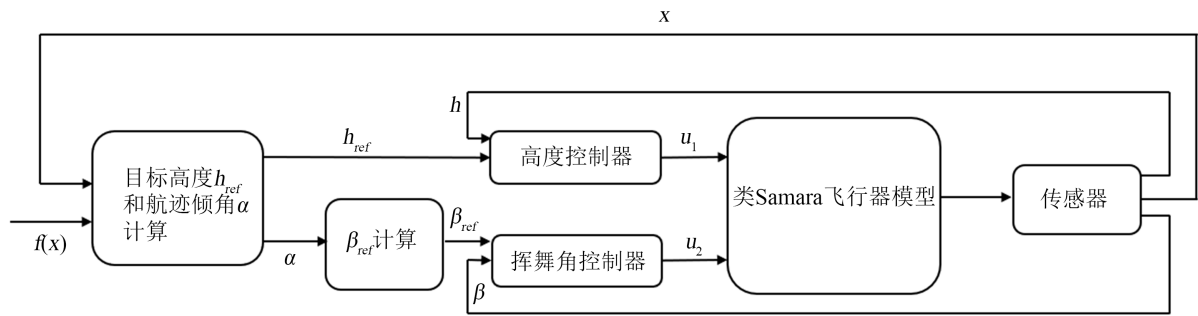 x
h
h_ref
u_1
目标高度h_ref
和航迹倾角α
计算
高度控制器
类Samara飞行器模型
传感器
f(x)
α
β_ref计算
β_ref
挥舞角控制器
u_2
β